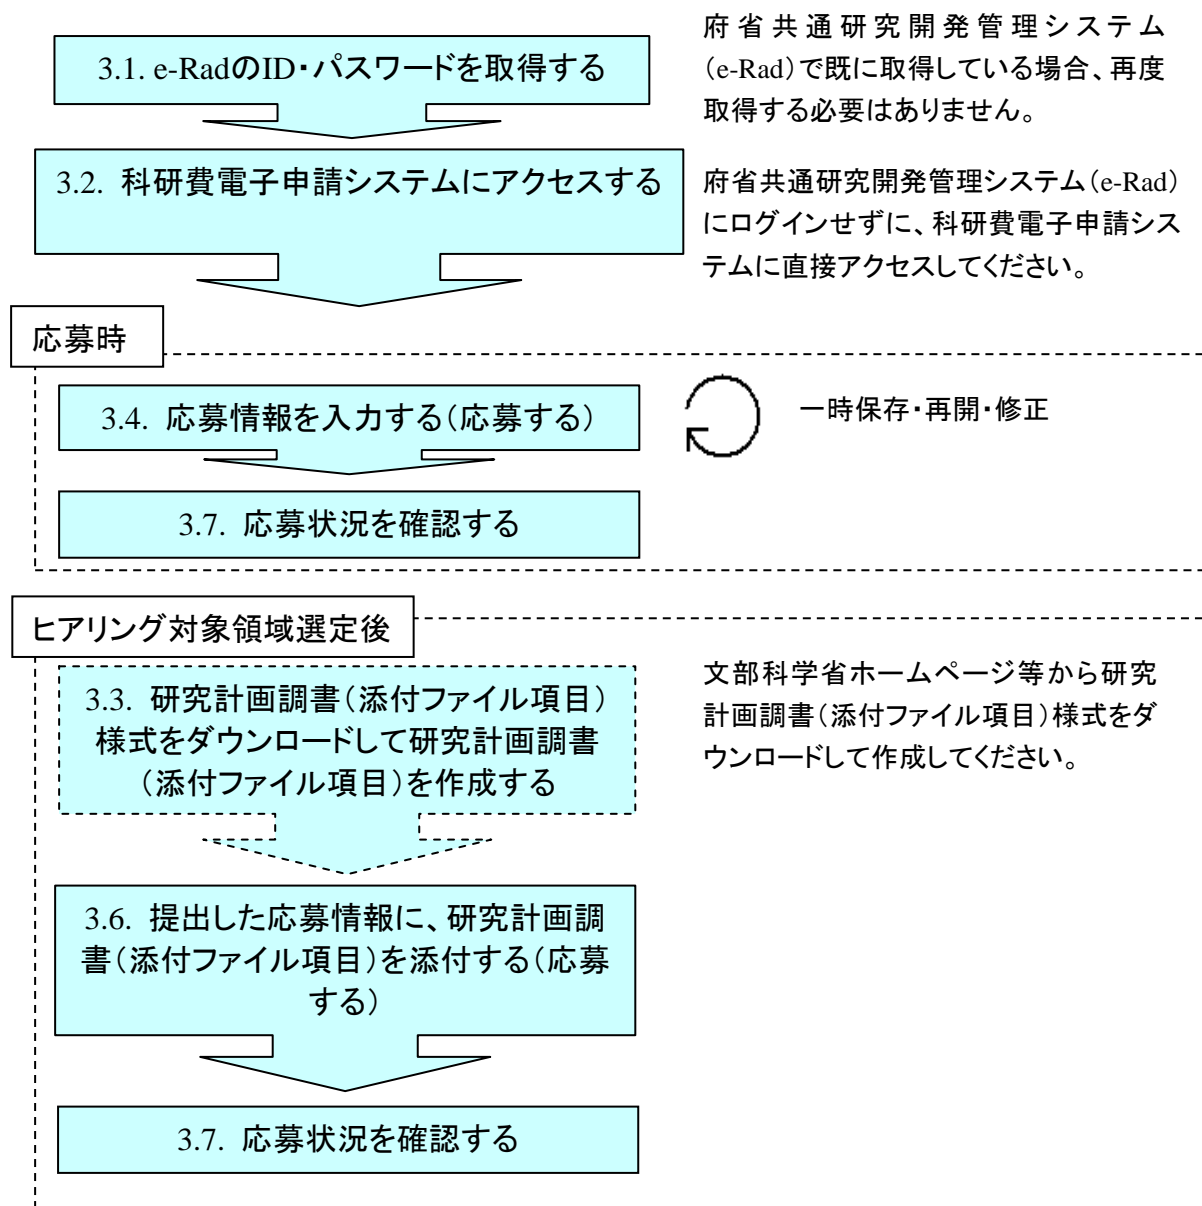 3.1. e-RadのID・パスワードを取得する
府省共通研究開発管理システム
（e-Rad）で既に取得している場合、再度
取得する必要はありません。
3.2. 科研費電子申請システムにアクセスする
府省共通研究開発管理システム（e-Rad）
にログインせずに、科研費電子申請シス
テムに直接アクセスしてください。
応募時
3.4. 応募情報を入力する（応募する）
一時保存・再開・修正
3.7. 応募状況を確認する
ヒアリング対象領域選定後
3.3. 研究計画調書（添付ファイル項目）
様式をダウンロードして研究計画調書
（添付ファイル項目）を作成する
文部科学省ホームページ等から研究
計画調書（添付ファイル項目）様式をダ
ウンロードして作成してください。
3.6. 提出した応募情報に、研究計画調
書（添付ファイル項目）を添付する（応募
する）
3.7. 応募状況を確認する